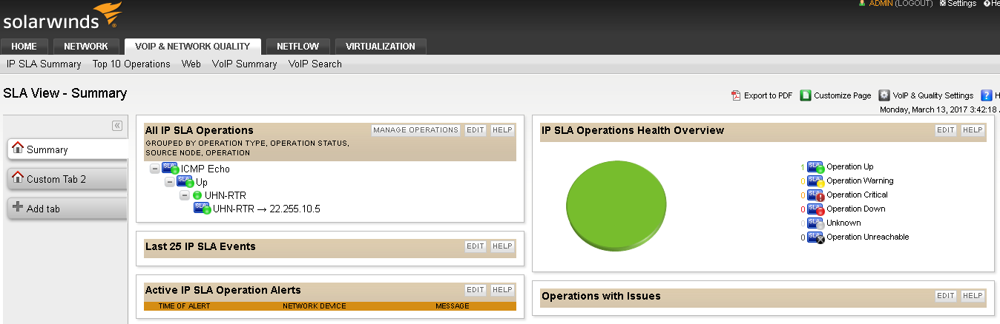 ADMIN (LOGOUT) Settings He
solarwinds
HOME NETWORK VOIP & NETWORK QUALITY NETFLOW VIRTUALIZATION
IP SLA Summary Top 10 Operations Web VoIP Summary VoIP Search
SLA View - Summary
Export to PDF Customize Page VoIP & Quality Settings H
Monday, March 13, 2017 3:42:18
Summary
Custom Tab 2
Add tab
All IP SLA Operations MANAGE OPERATIONS EDIT HELP
GROUPED BY OPERATION TYPE, OPERATION STATUS,
SOURCE NODE, OPERATION
SLA ICMP Echo
SLA Up
UHN-RTR
SLA UHN-RTR → 22.255.10.5
Last 25 IP SLA Events EDIT HELP
Active IP SLA Operation Alerts EDIT HELP
TIME OF ALERT NETWORK DEVICE MESSAGE
IP SLA Operations Health Overview EDIT HELP
1 SLA Operation Up
0 SLA Operation Warning
0 SLA Operation Critical
0 SLA Operation Down
0 SLA Unknown
0 SLA Operation Unreachable
Operations with Issues EDIT HELP